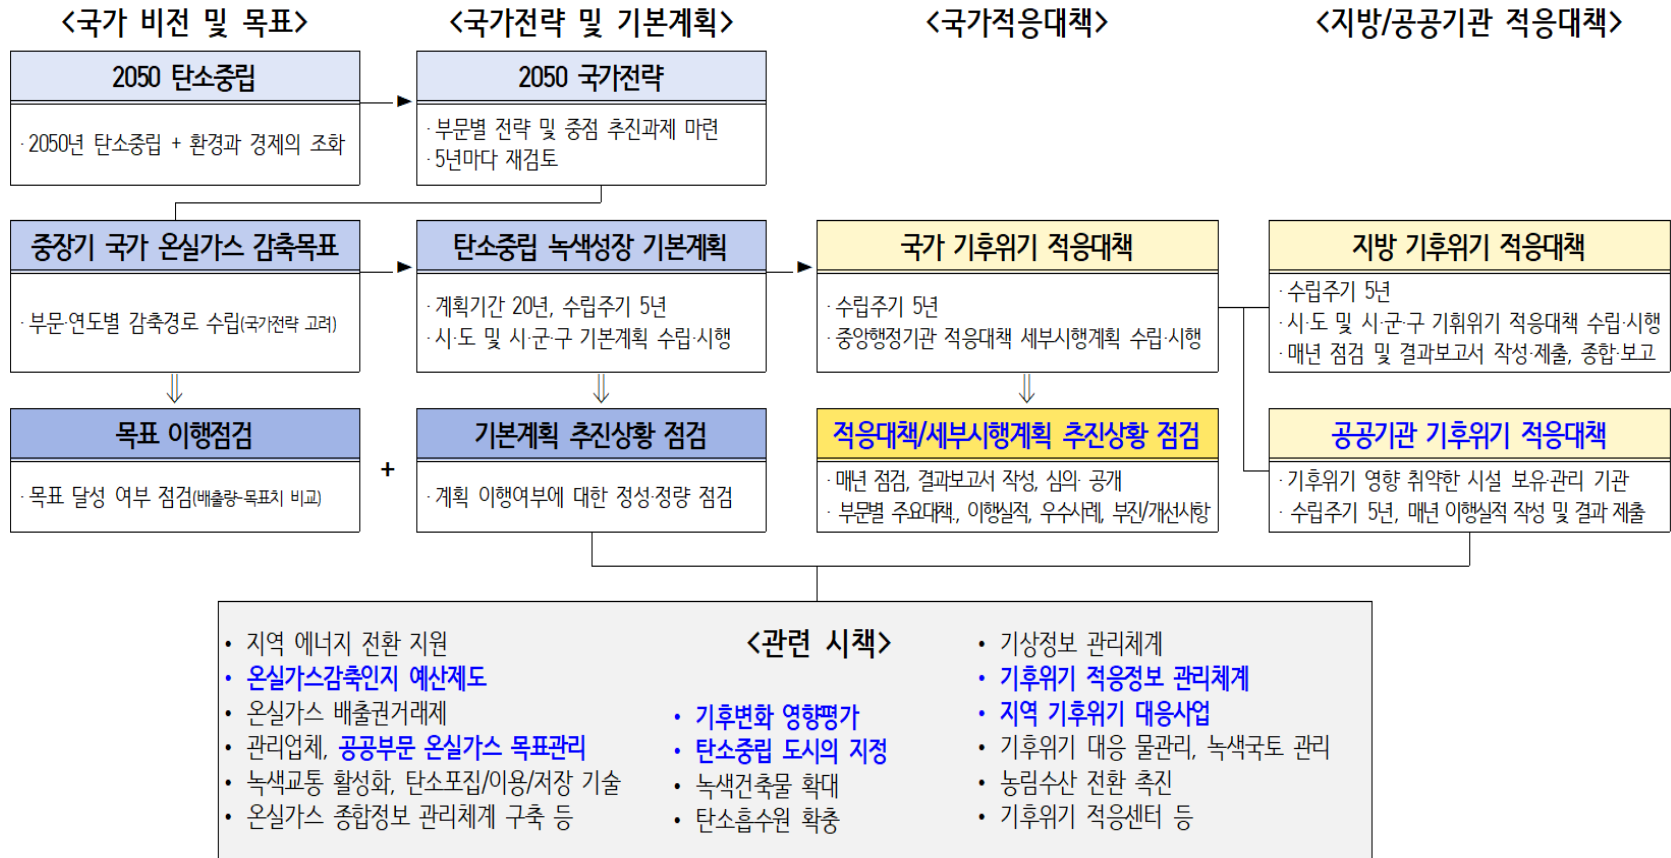 <국가 비전 및 목표>
<국가전략 및 기본계획>
<국가적응대책>
<지방/공공기관 적응대책>
2050 탄소중립
· 2050년 탄소중립 + 환경과 경제의 조화
2050 국가전략
· 부문별 전략 및 중점 추진과제 마련
· 5년마다 재검토
중장기 국가 온실가스 감축목표
· 부문·연도별 감축경로 수립(국가전략 고려)
탄소중립 녹색성장 기본계획
· 계획기간 20년, 수립주기 5년
· 시·도 및 시·군·구 기본계획 수립·시행
국가 기후위기 적응대책
· 수립주기 5년
· 중앙행정기관 적응대책 세부시행계획 수립·시행
지방 기후위기 적응대책
· 수립주기 5년
· 시·도 및 시·군·구 기휘위기 적응대책 수립·시행
· 매년 점검 및 결과보고서 작성·제출, 종합·보고
목표 이행점검
· 목표 달성 여부 점검(배출량-목표치 비교)
+
기본계획 추진상황 점검
· 계획 이행여부에 대한 정성·정량 점검
적응대책/세부시행계획 추진상황 점검
· 매년 점검, 결과보고서 작성, 심의· 공개
· 부문별 주요대책., 이행실적, 우수사례, 부진/개선사항
공공기관 기후위기 적응대책
· 기후위기 영향 취약한 시설 보유·관리 기관
· 수립주기 5년, 매년 이행실적 작성 및 결과 제출
<관련 시책>
• 지역 에너지 전환 지원
• 온실가스감축인지 예산제도
• 온실가스 배출권거래제
• 관리업체, 공공부문 온실가스 목표관리
• 녹색교통 활성화, 탄소포집/이용/저장 기술
• 온실가스 종합정보 관리체계 구축 등
• 기후변화 영향평가
• 탄소중립 도시의 지정
• 녹색건축물 확대
• 탄소흡수원 확충
• 기상정보 관리체계
• 기후위기 적응정보 관리체계
• 지역 기후위기 대응사업
• 기후위기 대응 물관리, 녹색국토 관리
• 농림수산 전환 촉진
• 기후위기 적응센터 등